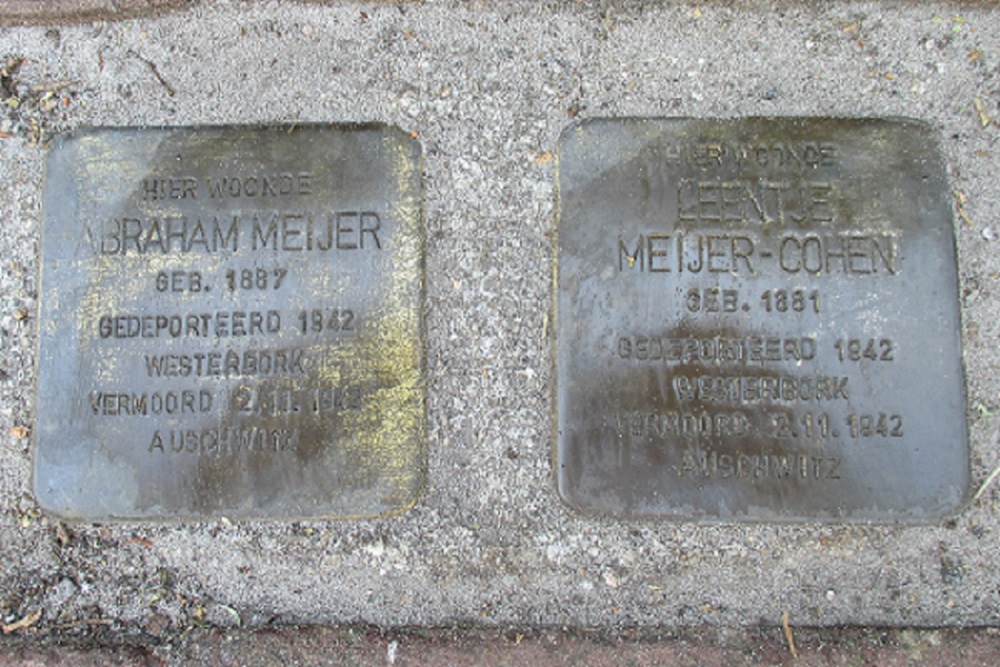 HIER WOONDE
ABRAHAM MEIJER
GEB. 1887
GEDEPORTEERD 1942
WESTERBORK
VERMOORD 2.11.1942
AUSCHWITZ
HIER WOONDE
LEENTJE
MEIJER-COHEN
GEB. 1881
GEDEPORTEERD 1942
WESTERBORK
VERMOORD 2.11.1942
AUSCHWITZ